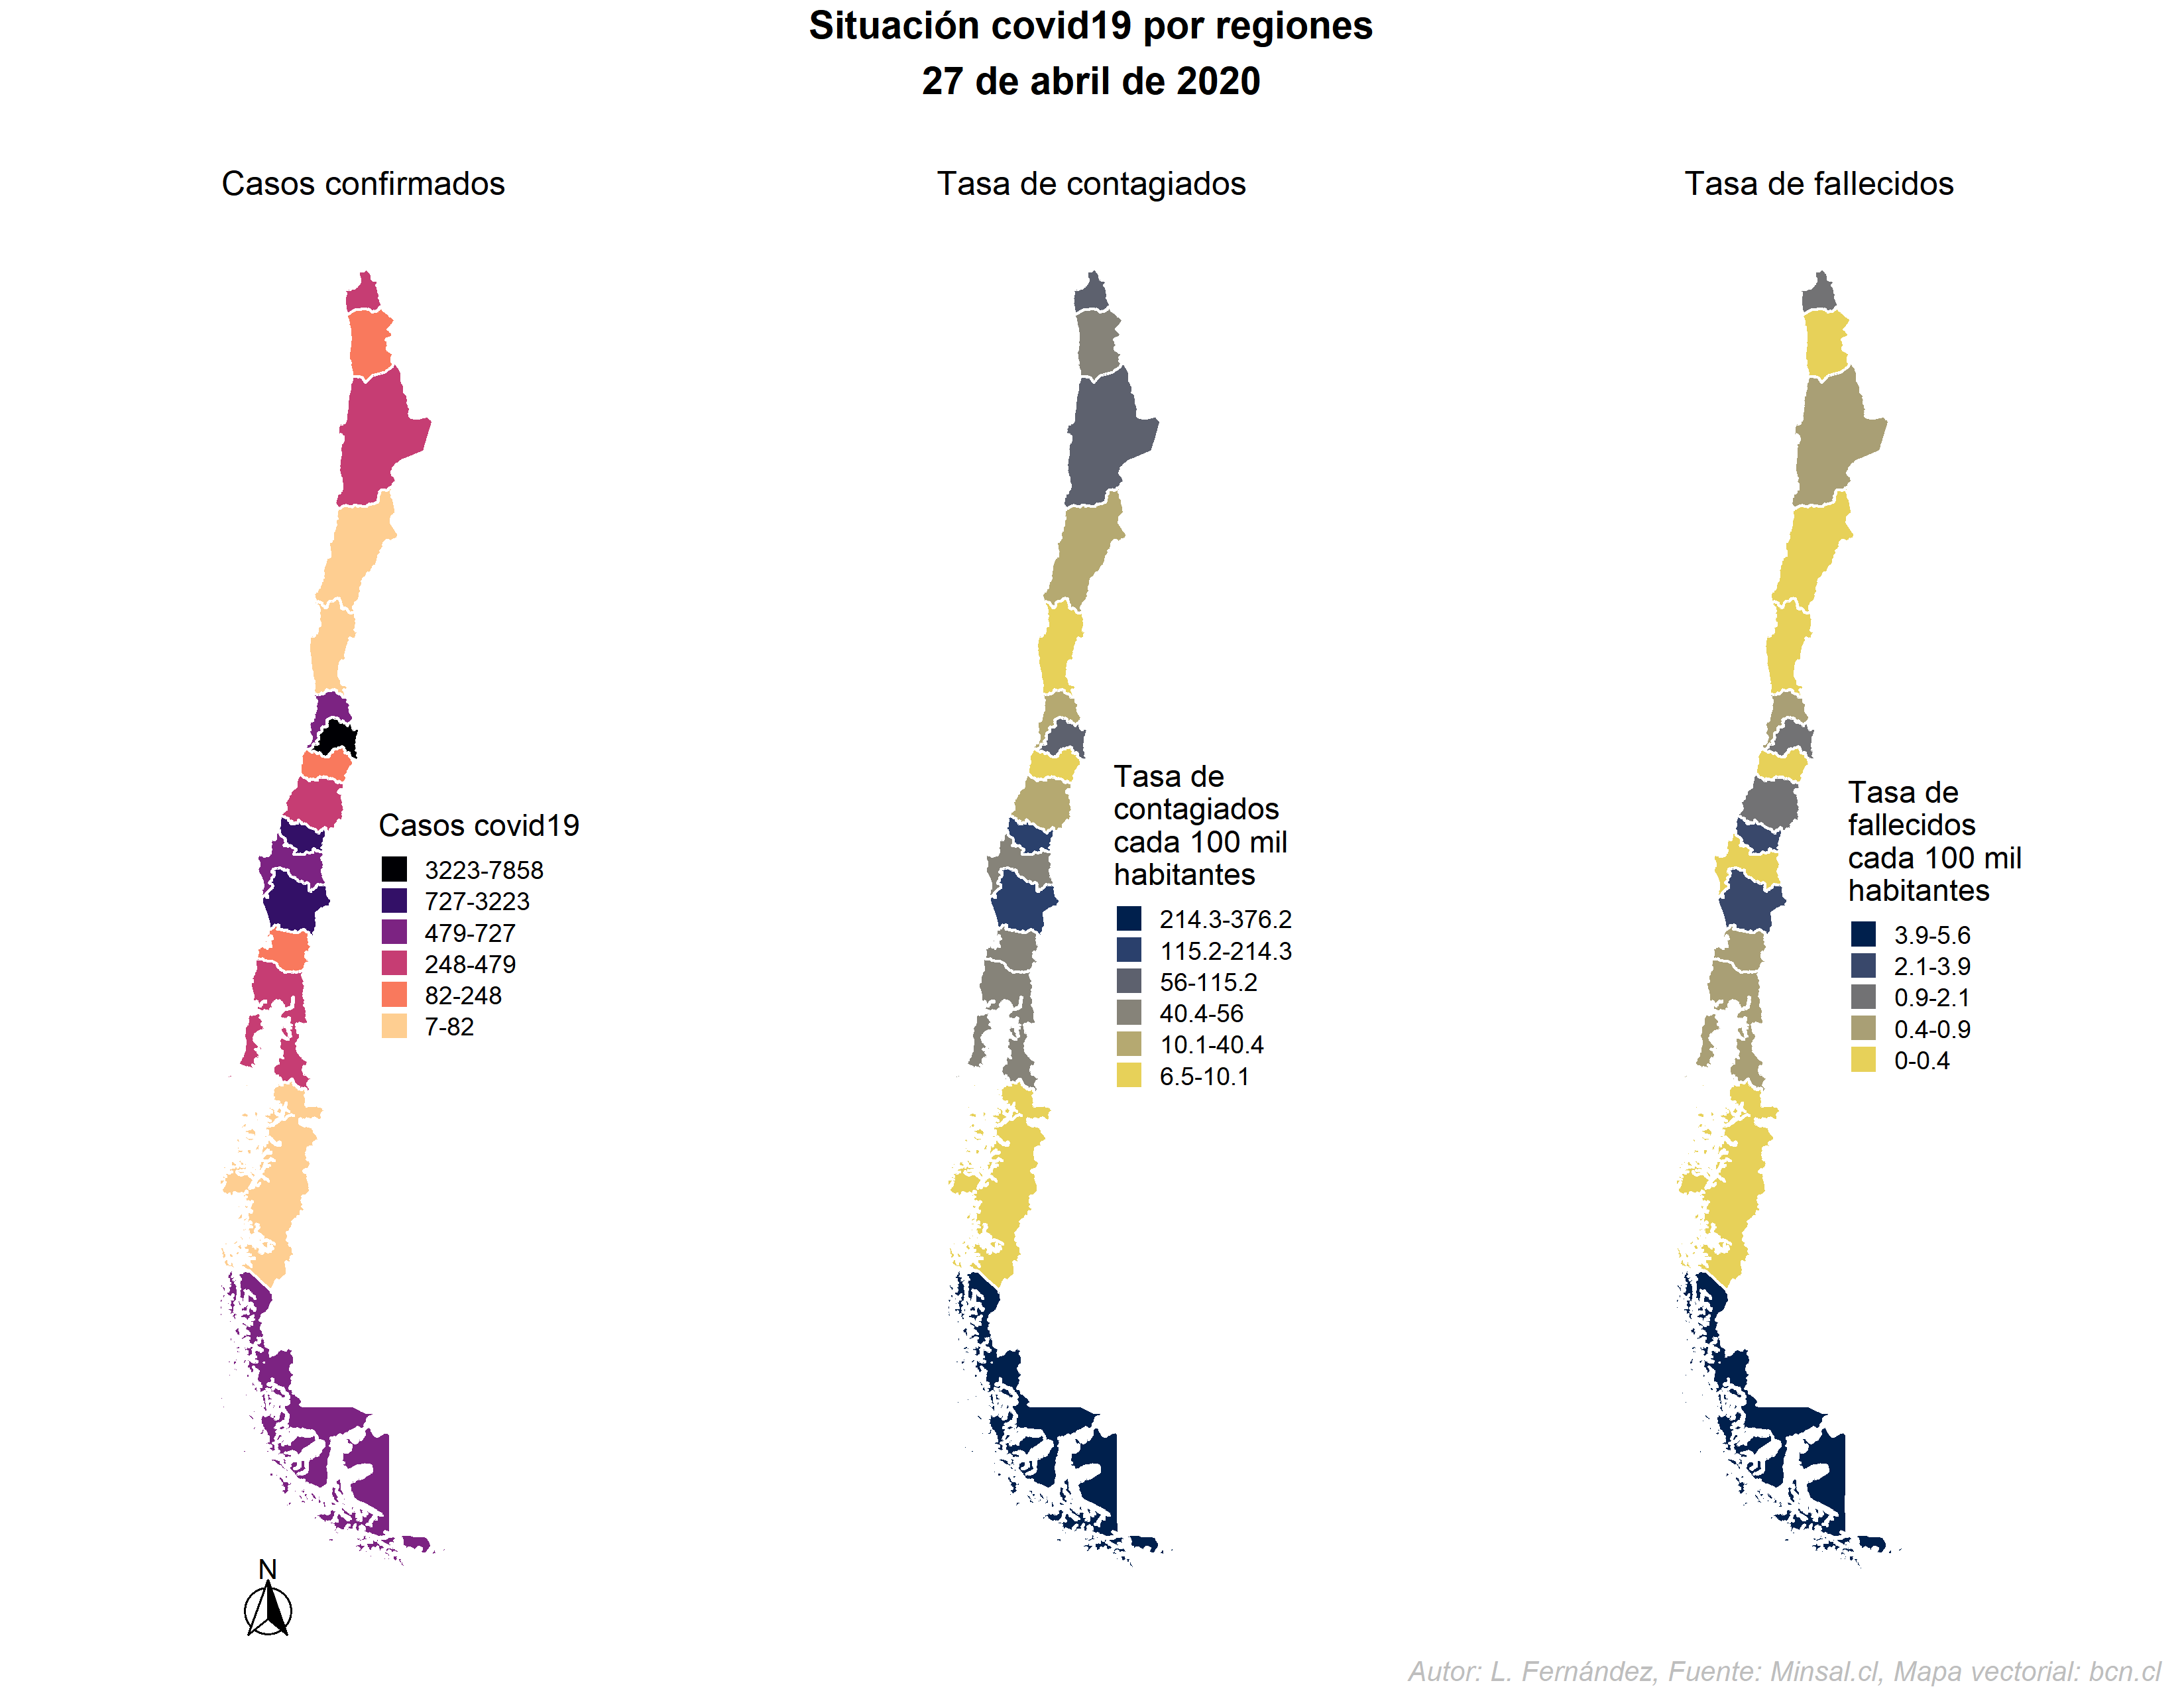 Situación covid19 por regiones
27 de abril de 2020
Casos confirmados
Tasa de contagiados
Tasa de fallecidos
Casos covid19
3223-7858
727-3223
479-727
248-479
82-248
7-82
Tasa de
contagiados
cada 100 mil
habitantes
214.3-376.2
115.2-214.3
56-115.2
40.4-56
10.1-40.4
6.5-10.1
Tasa de
fallecidos
cada 100 mil
habitantes
3.9-5.6
2.1-3.9
0.9-2.1
0.4-0.9
0-0.4
N
Autor: L. Fernández, Fuente: Minsal.cl, Mapa vectorial: bcn.cl